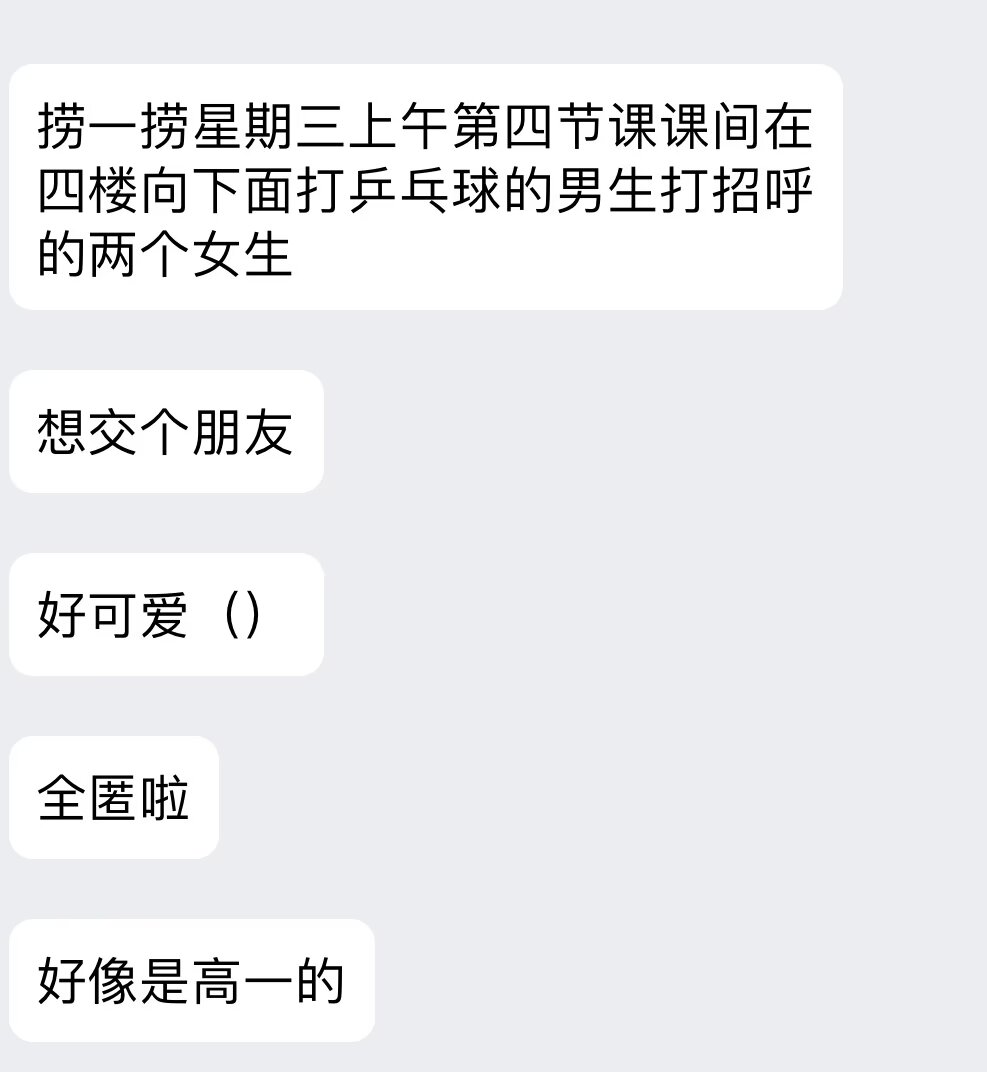 捞一捞星期三上午第四节课课间在
四楼向下面打乒乓球的男生打招呼
的两个女生
想交个朋友
好可爱（）
全匿啦
好像是高一的